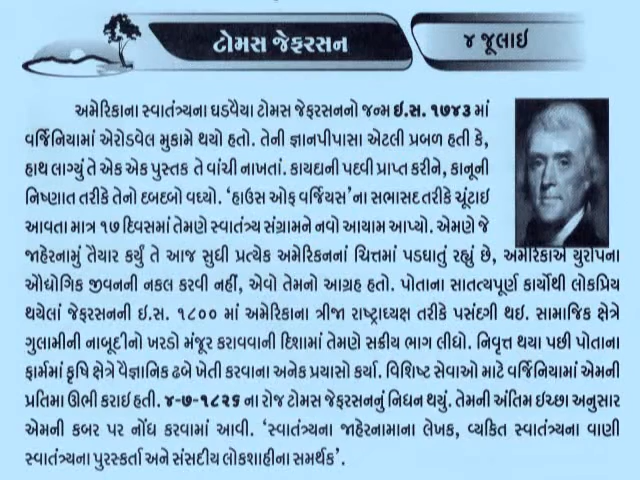 ટોમસ જેફરસન
૪ જૂલાઇ
અમેરિકાના સ્વાતંત્ર્યના ઘડવૈયા ટોમસ જેફરસનનો જન્મ ઇ.સ. ૧૭૪૩ માં
વર્જિનિયામાં એરોડવેલ મુકામે થયો હતો. તેની જ્ઞાનપીપાસા એટલી પ્રબળ હતી કે,
હાથ લાગ્યું તે એક એક પુસ્તક તે વાંચી નાખતાં. કાયદાની પદવી પ્રાપ્ત કરીને, કાનૂની
નિષ્ણાત તરીકે તેનો દબદબો વધ્યો. ‘હાઉસ ઓફ વર્જિયસ’ના સભાસદ તરીકે ચૂંટાઇ
આવતા માત્ર ૧૭ દિવસમાં તેમણે સ્વાતંત્ર્ય સંગ્રામને નવો આયામ આપ્યો. એમણે જે
જાહેરનામું તૈયાર કર્યું તે આજ સુધી પ્રત્યેક અમેરિકનનાં ચિત્તમાં પડઘાતું રહ્યું છે, અમેરિકાએ યુરોપના
ઔદ્યોગિક જીવનની નકલ કરવી નહીં, એવો તેમનો આગ્રહ હતો. પોતાના સાતત્યપૂર્ણ કાર્યોથી લોકપ્રિય
થયેલાં જેફરસનની ઇ.સ. ૧૮૦૦ માં અમેરિકાના ત્રીજા રાષ્ટ્રાધ્યક્ષ તરીકે પસંદગી થઇ. સામાજિક ક્ષેત્રે
ગુલામીની નાબૂદીનો ખરડો મંજૂર કરાવવાની દિશામાં તેમણે સક્રીય ભાગ લીધો. નિવૃત્ત થયા પછી પોતાના
ફાર્મમાં કૃષિ ક્ષેત્રે વૈજ્ઞાનિક ઢબે ખેતી કરવાના અનેક પ્રયાસો કર્યા. વિશિષ્ટ સેવાઓ માટે વર્જિનિયામાં એમની
પ્રતિમા ઊભી કરાઇ હતી. ૪-૭-૧૮૨૬ ના રોજ ટોમસ જેફરસનનું નિધન થયું. તેમની અંતિમ ઇચ્છા અનુસાર
એમની કબર પર નોંધ કરવામાં આવી. ‘સ્વાતંત્ર્યના જાહેરનામાના લેખક, વ્યકિત સ્વાતંત્ર્યના વાણી
સ્વાતંત્ર્યના પુરસ્કર્તા અને સંસદીય લોકશાહીના સમર્થક’.